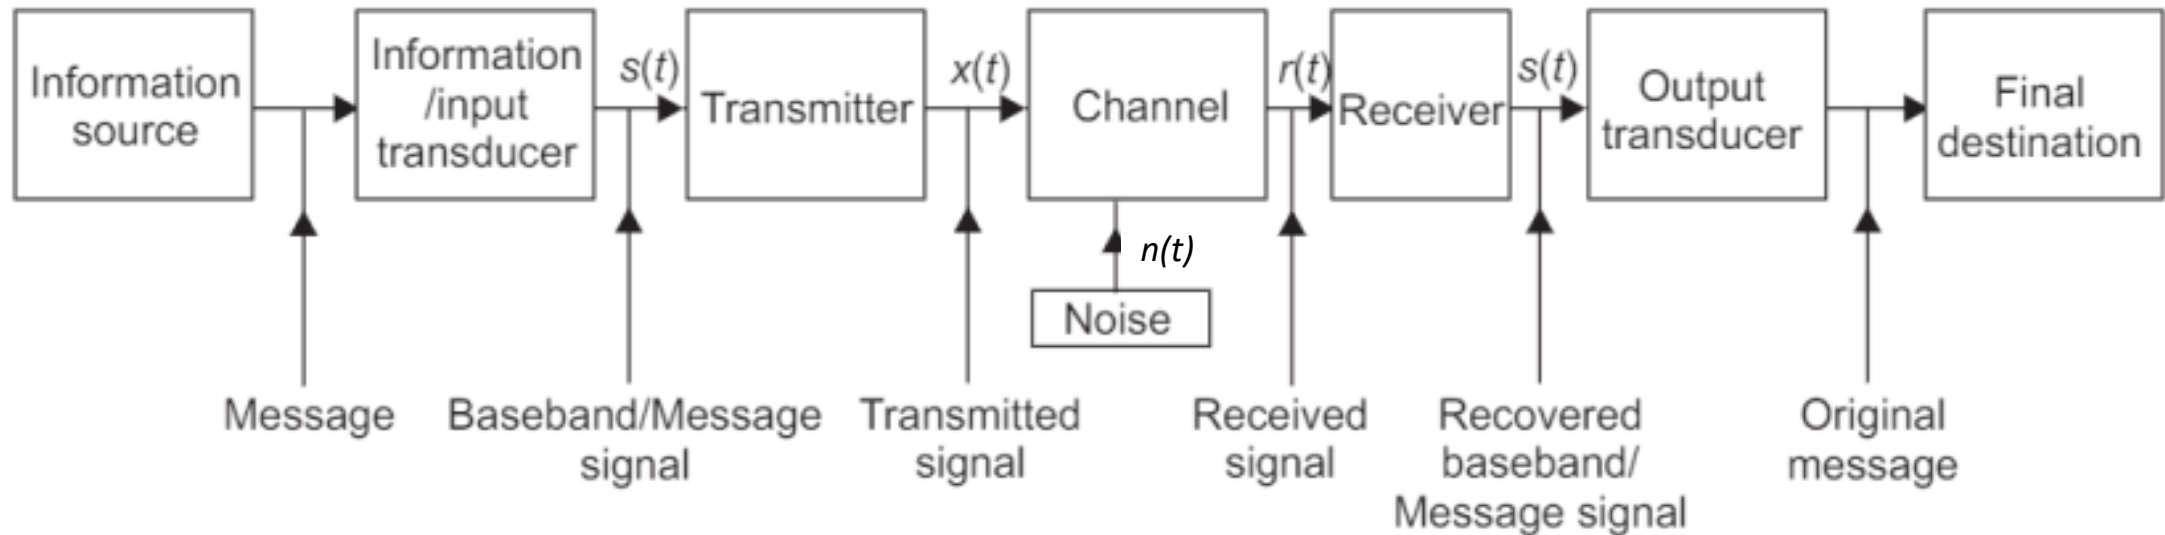 Information
source
Information
/input
transducer
s(t)
Transmitter
x(t)
Channel
r(t)
Receiver
s(t)
Output
transducer
Final
destination
n(t)
Noise
Message
Baseband/Message
signal
Transmitted
signal
Received
signal
Recovered
baseband/
Message signal
Original
message